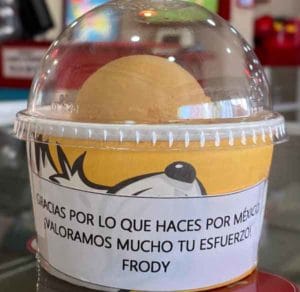 GRACIAS POR LO QUE HACES POR MÉXICO
¡VALORAMOS MUCHO TU ESFUERZO!
FRODY